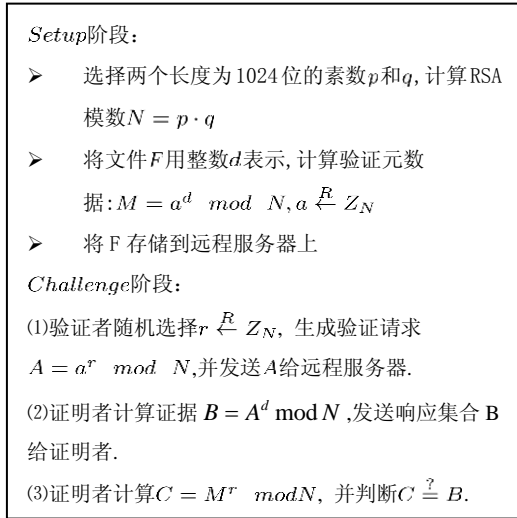 Setup阶段:
➢ 选择两个长度为1024位的素数p和q,计算RSA
模数N = p · q
➢ 将文件F用整数d表示,计算验证元数
据:M = a^d mod N, a ←^R Z_N
➢ 将 F 存储到远程服务器上
Challenge阶段:
⑴验证者随机选择r ←^R Z_N, 生成验证请求
A = a^r mod N,并发送A给远程服务器.
⑵证明者计算证据 B = A^d mod N ,发送响应集合 B
给证明者.
⑶证明者计算C = M^r modN, 并判断C ≟ B.